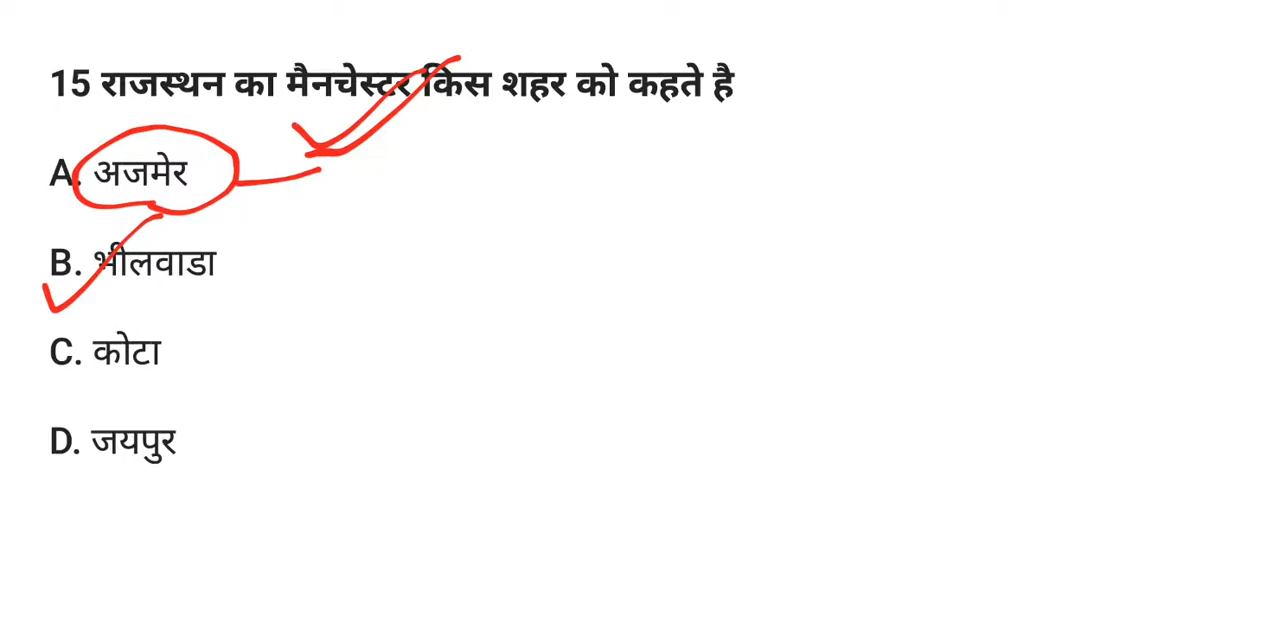 15 राजस्थन का मैनचेस्टर किस शहर को कहते है
A. अजमेर
B. भीलवाडा
C. कोटा
D. जयपुर